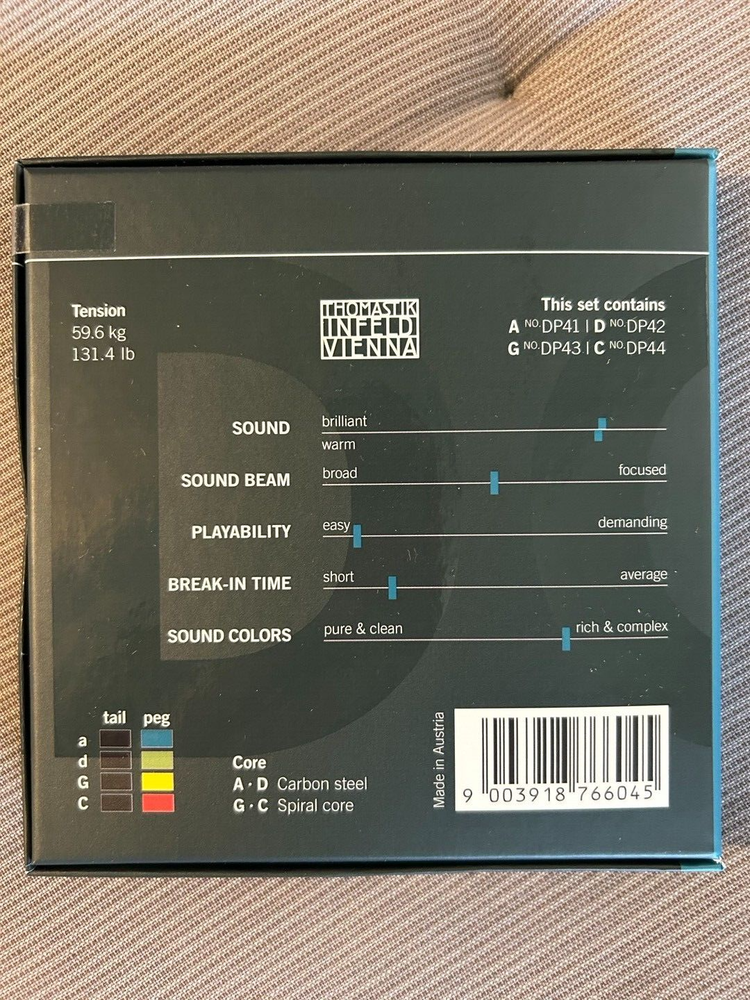 Tension
59.6 kg
131.4 lb
THOMASTIK
INFELD
VIENNA
This set contains
A NO.DP41 | D NO.DP42
G NO.DP43 | C NO.DP44
SOUND
brilliant
warm
SOUND BEAM
broad focused
PLAYABILITY
easy demanding
BREAK-IN TIME
short average
SOUND COLORS
pure & clean rich & complex
tail peg
a
d
G
C
Core
A · D Carbon steel
G · C Spiral core
Made in Austria
9 003918 766045